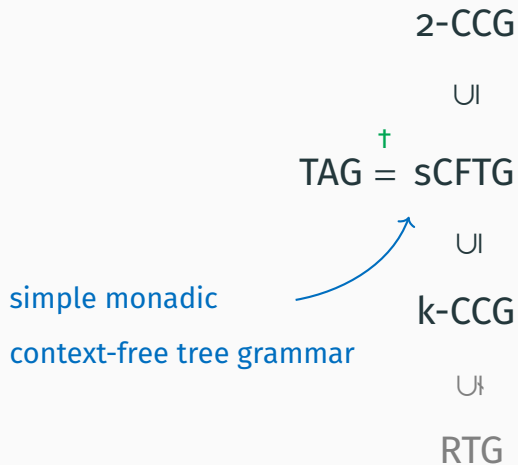 2-CCG
∪|
†
TAG = sCFTG
∪|
simple monadic
k-CCG
context-free tree grammar
∪∤
RTG